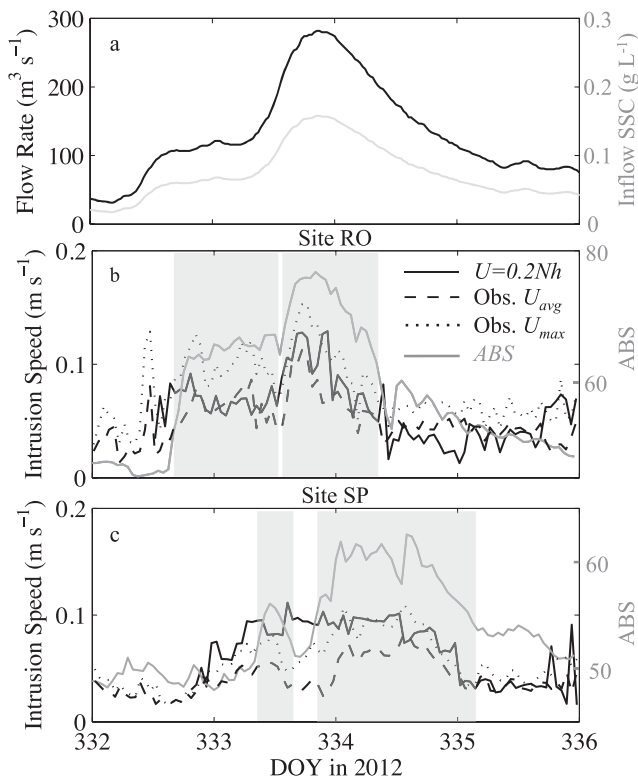 a
300
200
100
0
Flow Rate (m³ s⁻¹)
0.3
0.2
0.1
0
Inflow SSC (g L⁻¹)
Site RO
b
0.2
0.1
0
Intrusion Speed (m s⁻¹)
80
60
ABS
U=0.2Nh
Obs. Uavg
Obs. Umax
ABS
Site SP
c
0.2
0.1
0
Intrusion Speed (m s⁻¹)
60
50
ABS
332 333 334 335 336
DOY in 2012